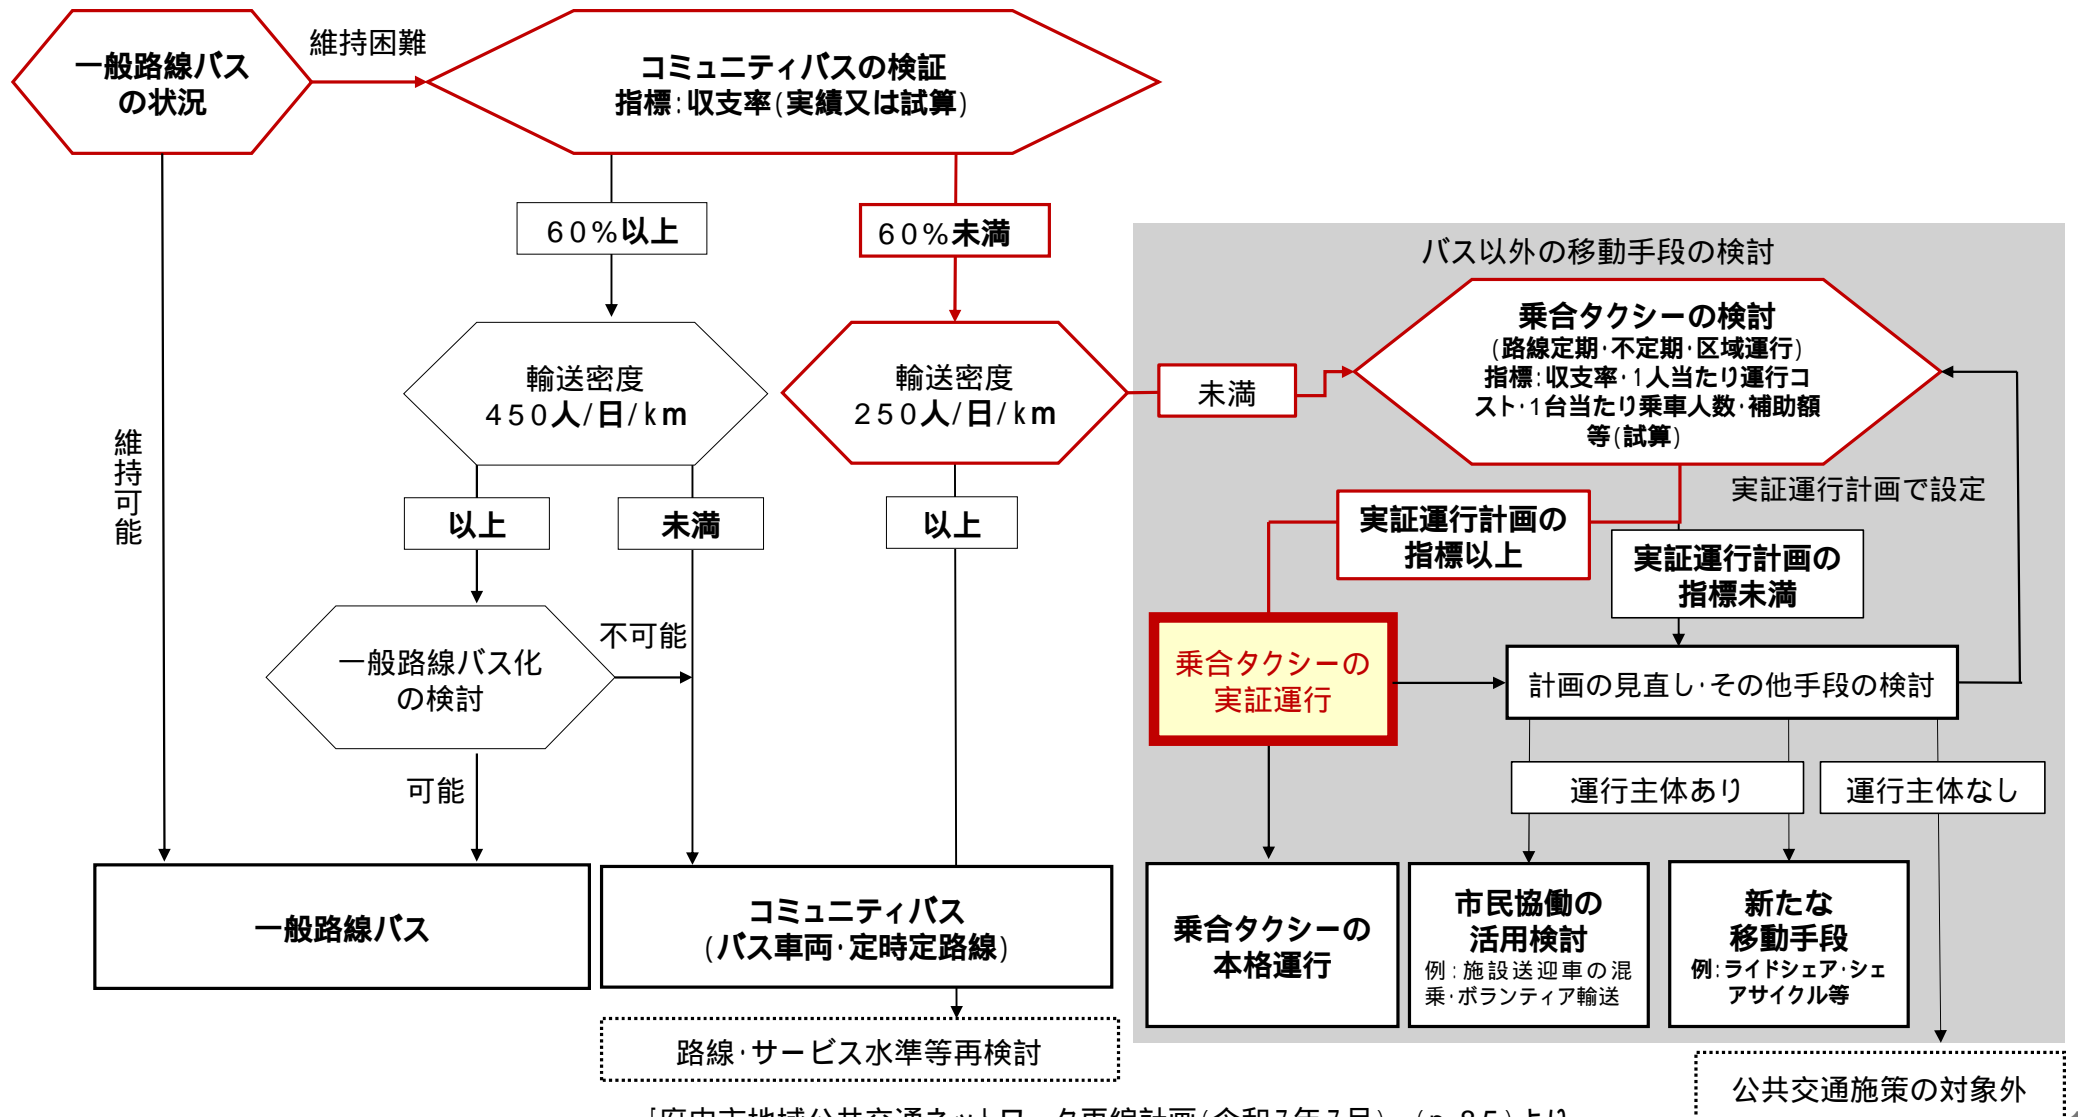 一般路線バス
の状況
維持困難
コミュニティバスの検証
指標:収支率(実績又は試算)
60%以上
60%未満
バス以外の移動手段の検討
乗合タクシーの検討
(路線定期・不定期・区域運行)
指標:収支率・1人当たり運行コ
スト・1台当たり乗車人数・補助額
等(試算)
輸送密度
450人/日/km
輸送密度
250人/日/km
未満
維持可能
以上
未満
以上
実証運行計画で設定
実証運行計画の
指標以上
実証運行計画の
指標未満
一般路線バス化
の検討
不可能
可能
乗合タクシーの
実証運行
計画の見直し・その他手段の検討
運行主体あり
運行主体なし
一般路線バス
コミュニティバス
(バス車両・定時定路線)
乗合タクシーの
本格運行
市民協働の
活用検討
例:施設送迎車の混
乗・ボランティア輸送
新たな
移動手段
例:ライドシェア・シェ
アサイクル等
路線・サービス水準等再検討
公共交通施策の対象外